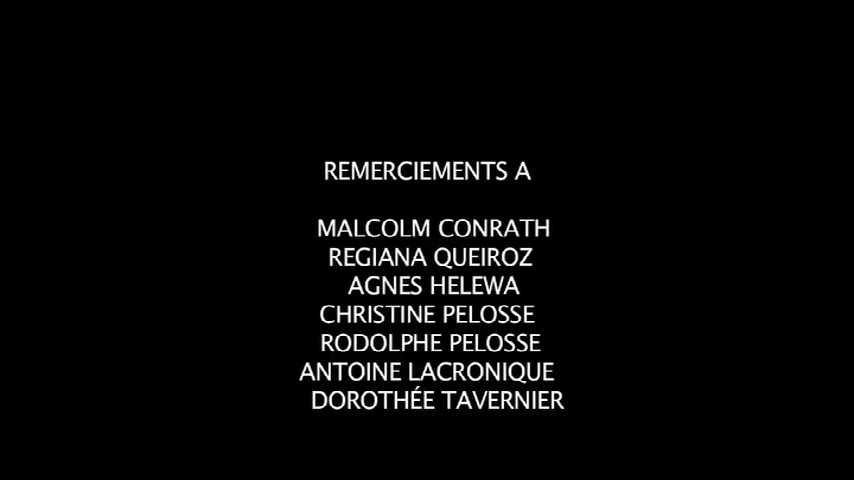 REMERCIEMENTS A
MALCOLM CONRATH
REGIANA QUEIROZ
AGNES HELEWA
CHRISTINE PELOSSE
RODOLPHE PELOSSE
ANTOINE LACRONIQUE
DOROTHÉE TAVERNIER